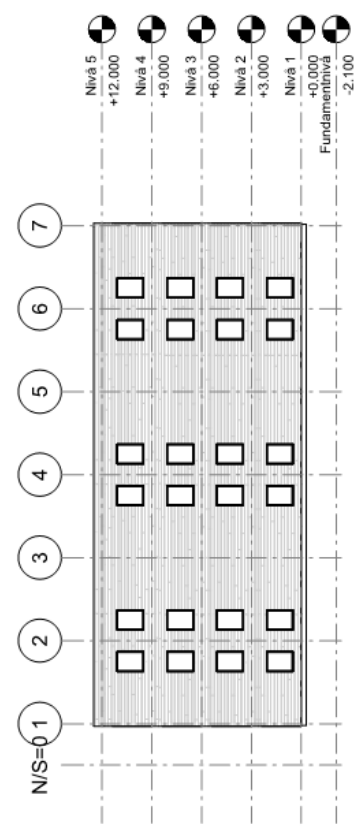 Nivå 5
+12.000
Nivå 4
+9.000
Nivå 3
+6.000
Nivå 2
+3.000
Nivå 1
+0.000
Fundamentnivå
-2.100
7
6
5
4
3
2
1
N/S=0